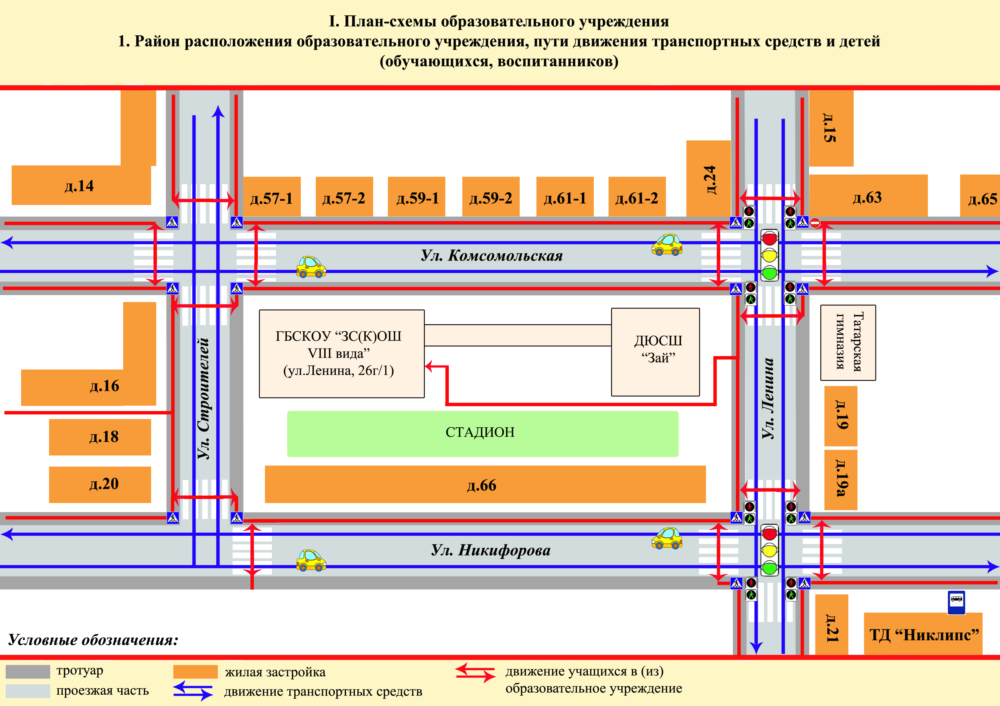 I. План-схемы образовательного учреждения
1. Район расположения образовательного учреждения, пути движения транспортных средств и детей
(обучающихся, воспитанников)
д.15
д.24
д.14
д.57-1
д.57-2
д.59-1
д.59-2
д.61-1
д.61-2
д.63
д.65
Ул. Комсомольская
ГБСКОУ “ЗС(К)ОШ
VIII вида”
(ул.Ленина, 26г/1)
ДЮСШ
“Зай”
Татарская
гимназия
Ул. Строителей
Ул. Ленина
д.16
д.19
СТАДИОН
д.18
д.19а
д.20
д.66
Ул. Никифорова
д.21
ТД “Никлипс”
Условные обозначения:
тротуар
проезжая часть
жилая застройка
движение транспортных средств
движение учащихся в (из)
образовательное учреждение